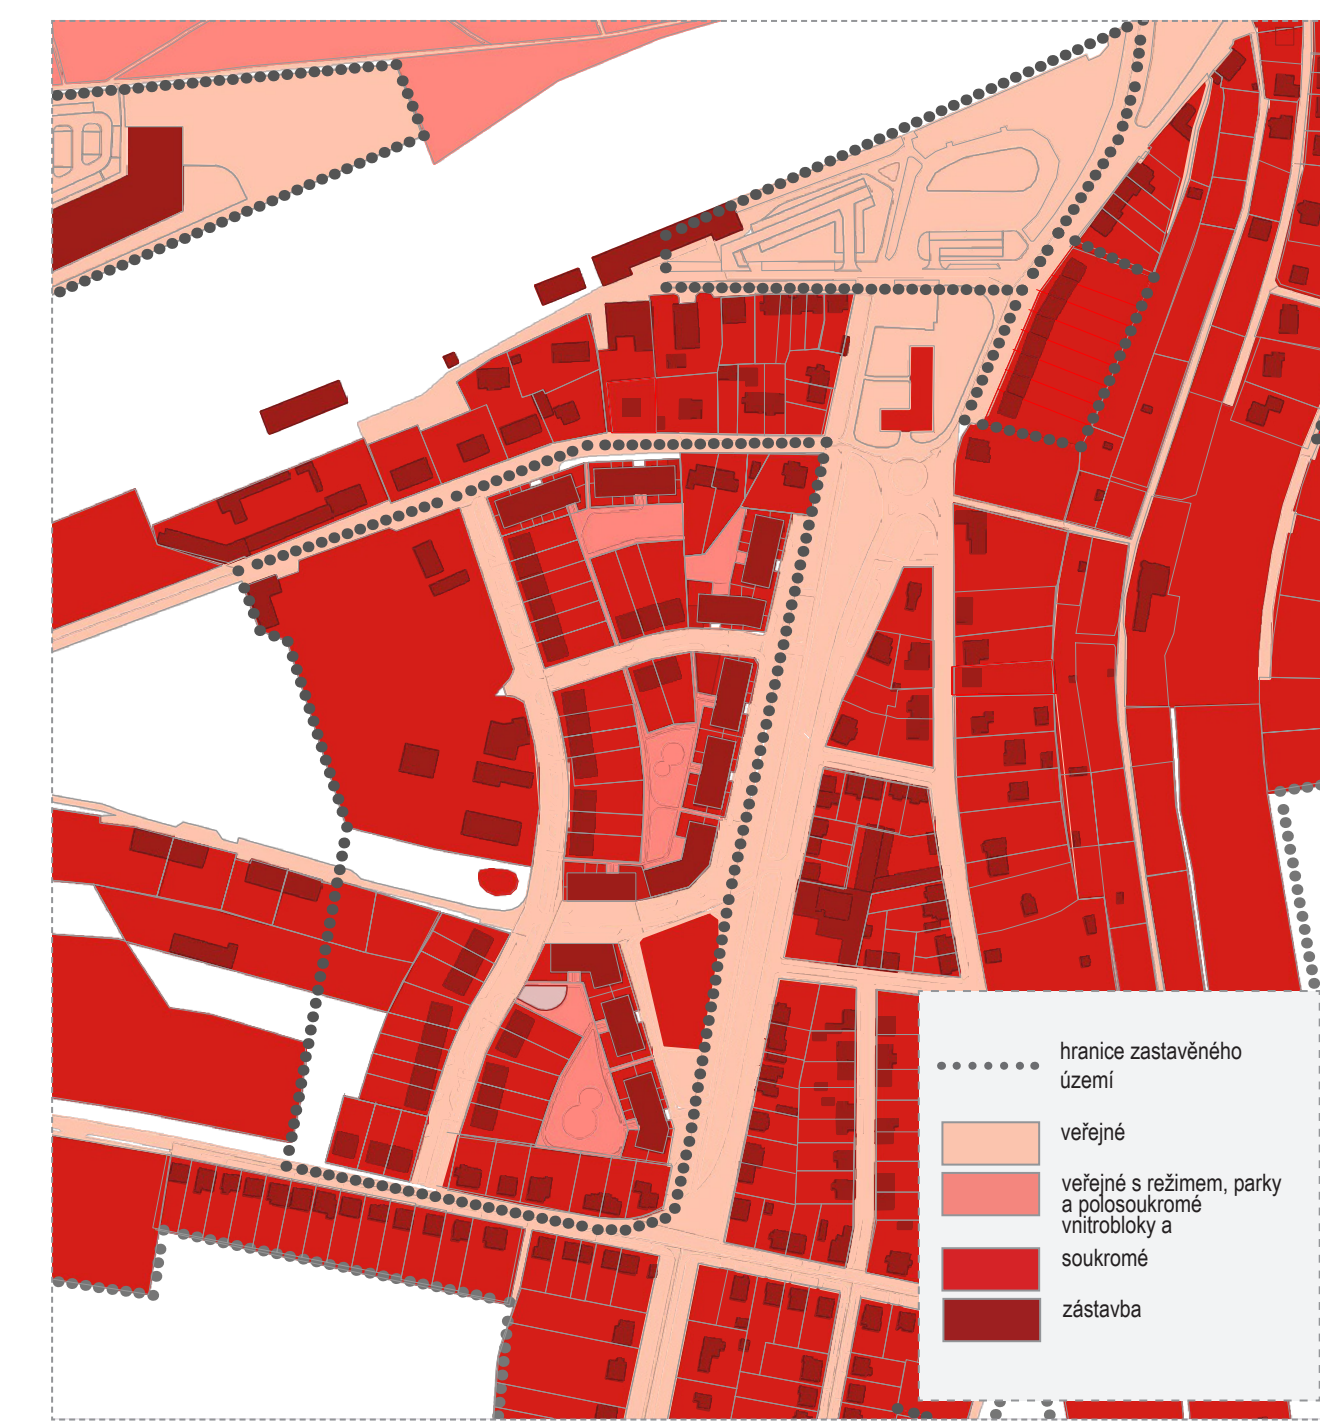 hranice zastavěného
území
veřejné
veřejné s režimem, parky
a polosoukromé
vnitrobloky a
soukromé
zástavba